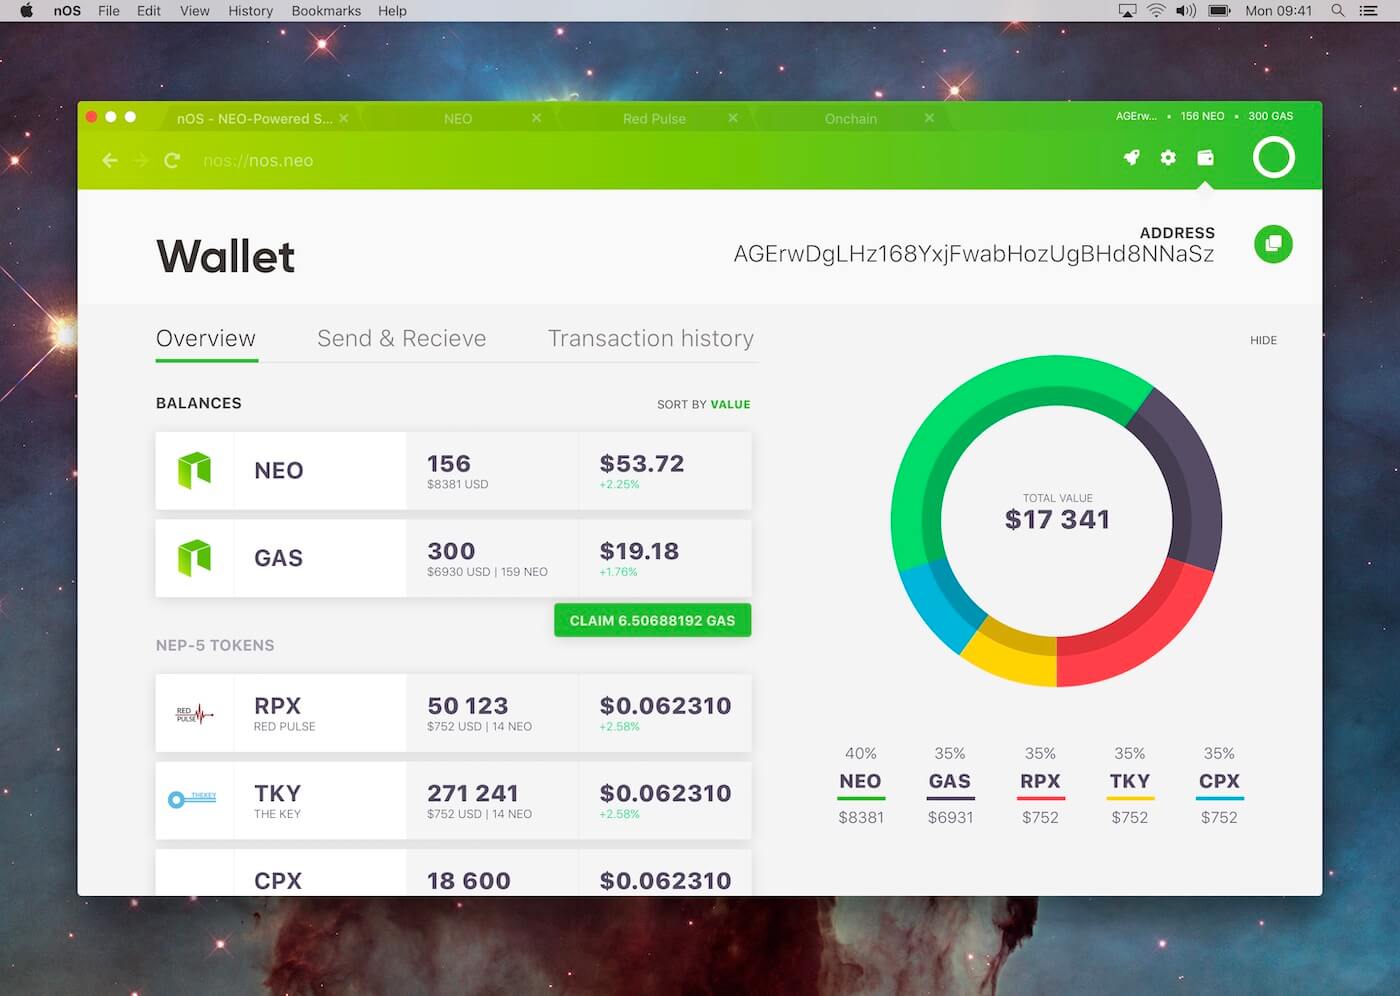 nOS File Edit View History Bookmarks Help Mon 09:41
nOS - NEO-Powered S... NEO Red Pulse Onchain AGErw... • 156 NEO • 300 GAS
nos://nos.neo
Wallet
ADDRESS
AGErwDgLHz168YxjFwabHozUgBHd8NNaSz
Overview Send & Recieve Transaction history
HIDE
BALANCES SORT BY VALUE
NEO 156 $53.72
$8381 USD +2.25%
GAS 300 $19.18
$6930 USD | 159 NEO +1.76%
CLAIM 6.50688192 GAS
NEP-5 TOKENS
RED
PULSE
RPX 50 123 $0.062310
RED PULSE $752 USD | 14 NEO +2.58%
THEKEY
TKY 271 241 $0.062310
THE KEY $752 USD | 14 NEO +2.58%
CPX 18 600 $0.062310
TOTAL VALUE
$17 341
40% 35% 35% 35% 35%
NEO GAS RPX TKY CPX
$8381 $6931 $752 $752 $752